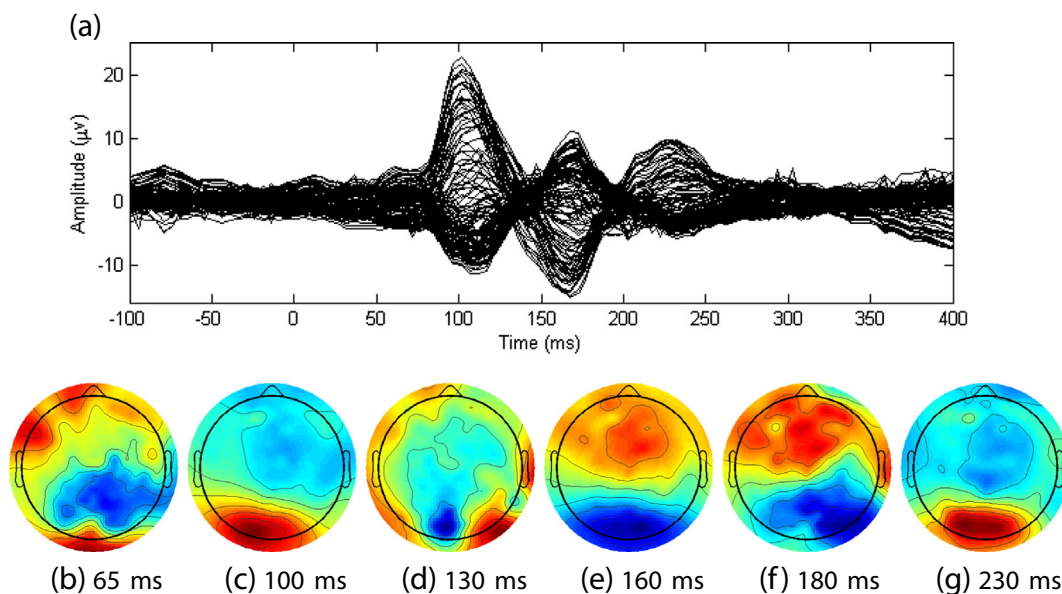 (a)
Amplitude (μv)
20
10
0
-10
-100 -50 0 50 100 150 200 250 300 350 400
Time (ms)
(b) 65 ms (c) 100 ms (d) 130 ms (e) 160 ms (f) 180 ms (g) 230 ms